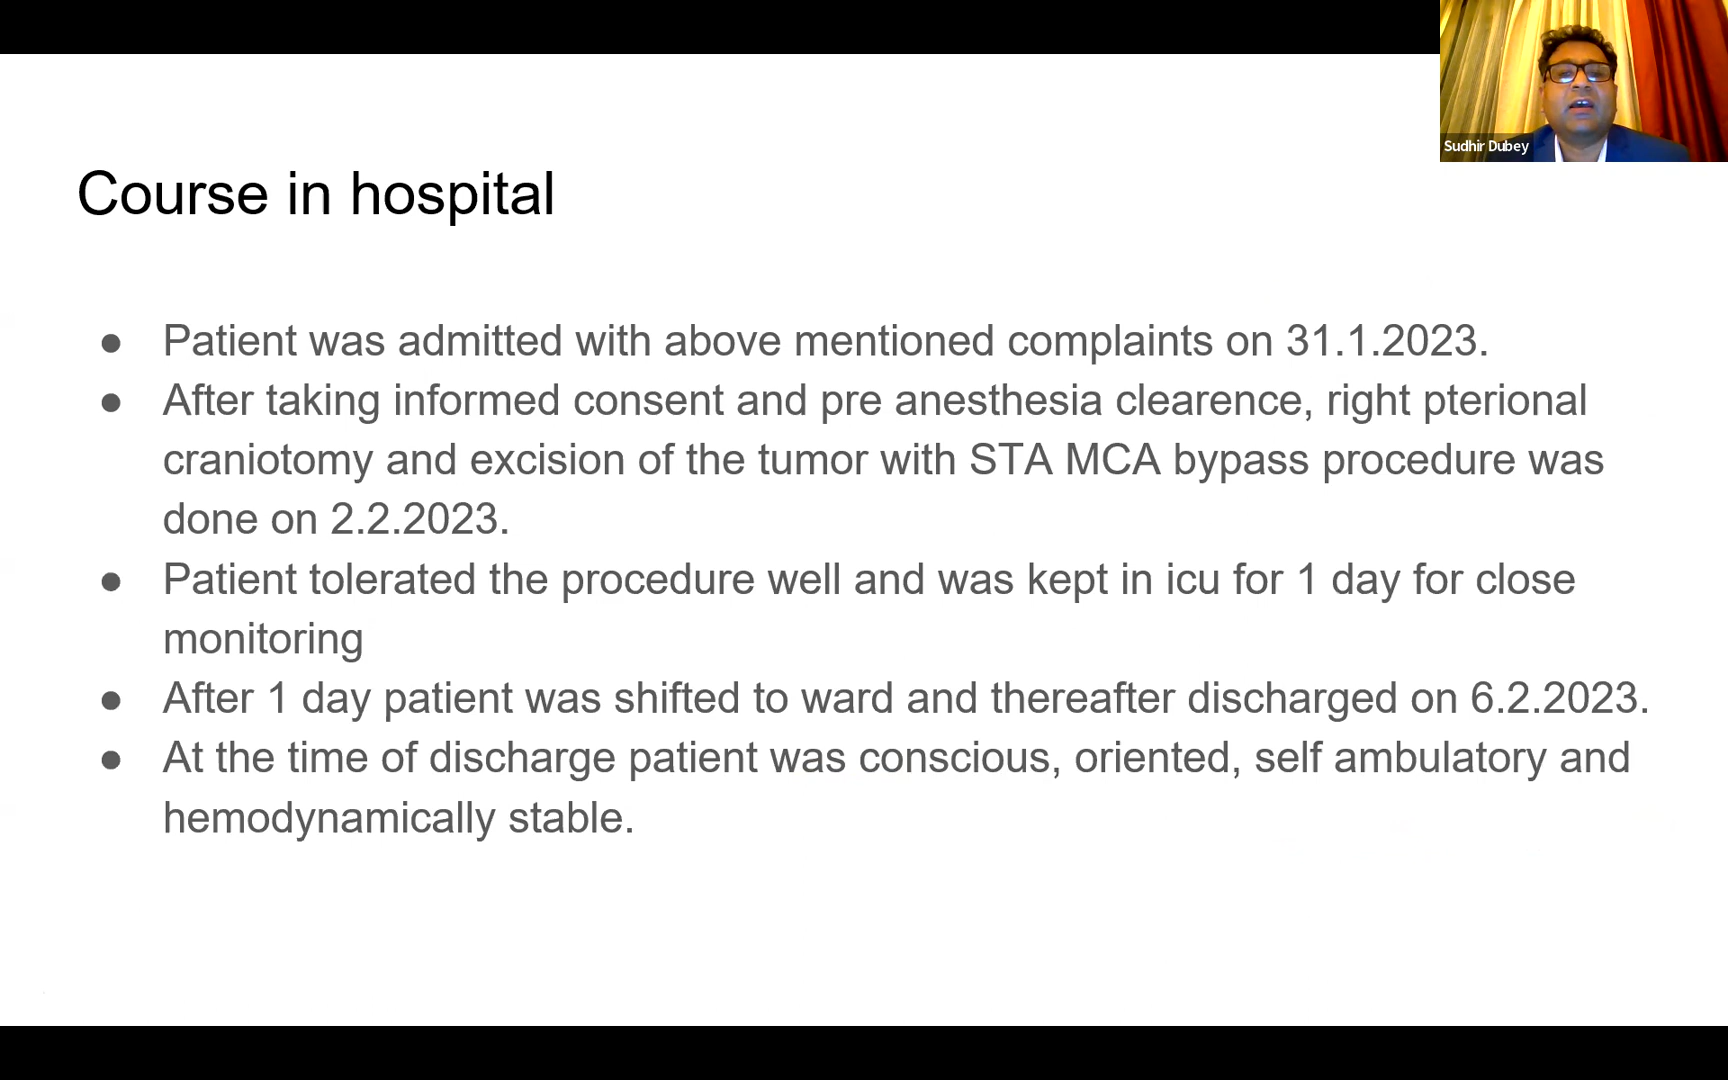 Sudhir Dubey
Course in hospital
● Patient was admitted with above mentioned complaints on 31.1.2023.
● After taking informed consent and pre anesthesia clearence, right pterional
craniotomy and excision of the tumor with STA MCA bypass procedure was
done on 2.2.2023.
● Patient tolerated the procedure well and was kept in icu for 1 day for close
monitoring
● After 1 day patient was shifted to ward and thereafter discharged on 6.2.2023.
● At the time of discharge patient was conscious, oriented, self ambulatory and
hemodynamically stable.